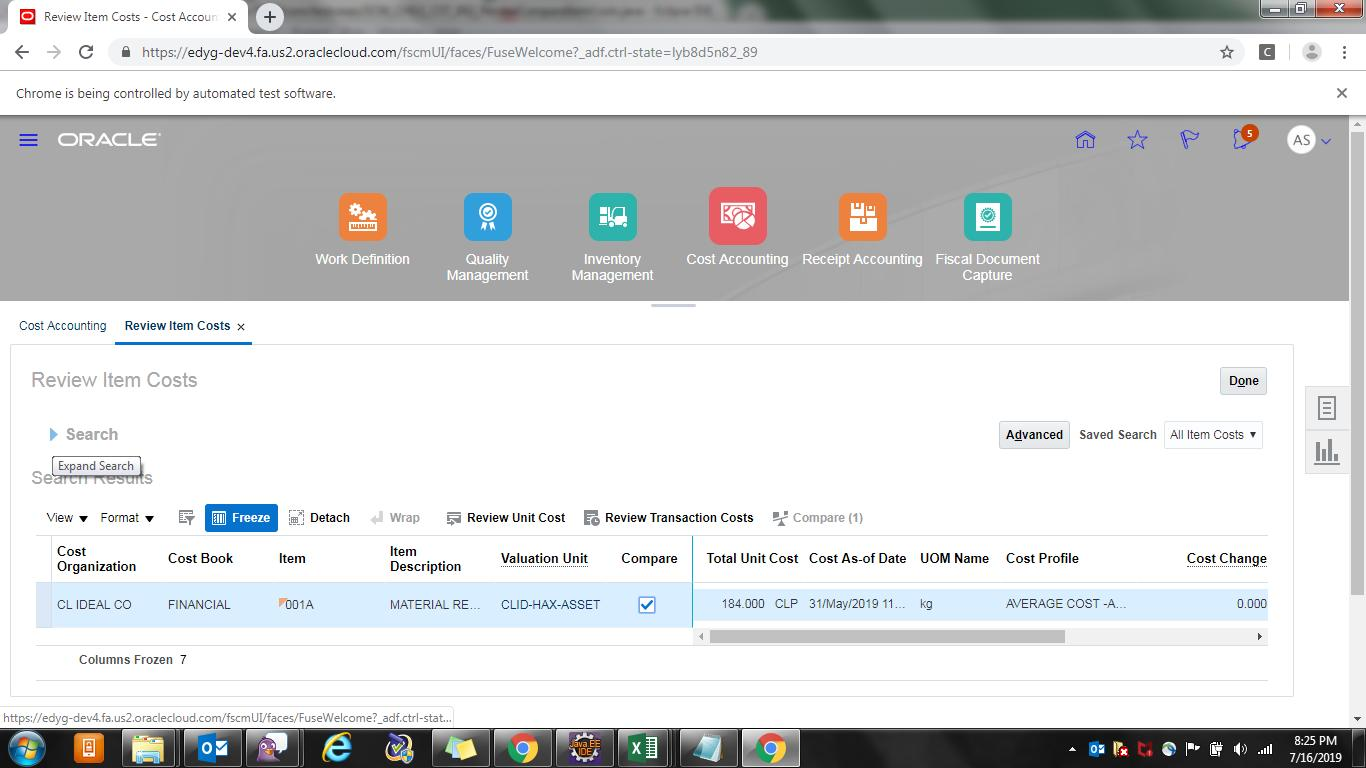 Review Item Costs - Cost Accoun
https://edyg-dev4.fa.us2.oraclecloud.com/fscmUI/faces/FuseWelcome?_adf.ctrl-state=lyb8d5n82_89
C
Chrome is being controlled by automated test software.
ORACLE
5
AS
Work Definition
Quality Management
Inventory Management
Cost Accounting
Receipt Accounting
Fiscal Document Capture
Cost Accounting
Review Item Costs
Review Item Costs
Done
Search
Advanced
Saved Search
All Item Costs
Expand Search
Search Results
View
Format
Freeze
Detach
Wrap
Review Unit Cost
Review Transaction Costs
Compare (1)
Cost Organization
Cost Book
Item
Item Description
Valuation Unit
Compare
Total Unit Cost
Cost As-of Date
UOM Name
Cost Profile
Cost Change
CL IDEAL CO
FINANCIAL
001A
MATERIAL RE...
CLID-HAX-ASSET
184.000 CLP
31/May/2019 11...
kg
AVERAGE COST -A...
0.000
Columns Frozen 7
https://edyg-dev4.fa.us2.oraclecloud.com/fscmUI/faces/FuseWelcome?_adf.ctrl-stat...
Java EE
IDE
8:25 PM
7/16/2019